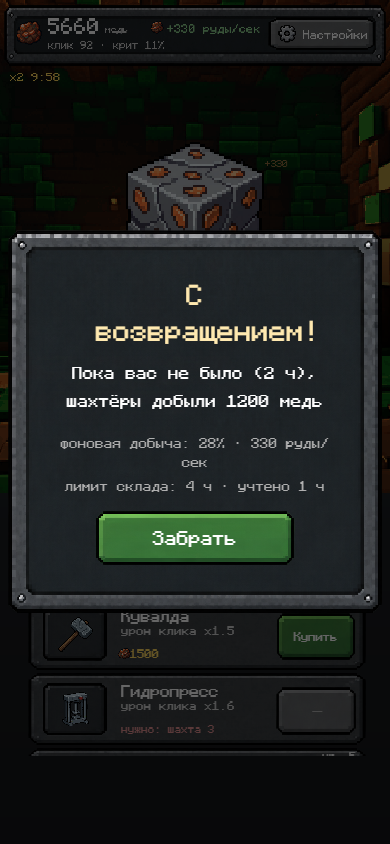 5660 медь
+330 руды/сек
Настройки
клик 92 · крит 11%
x2 9:58
+330
С
возвращением!
Пока вас не было (2 ч),
шахтёры добыли 1200 медь
фоновая добыча: 28% · 330 руды/
сек
лимит склада: 4 ч · учтено 1 ч
Забрать
Кувалда
урон клика x1.5
1500
Купить
Гидропресс
урон клика x1.6
нужно: шахта 3
—